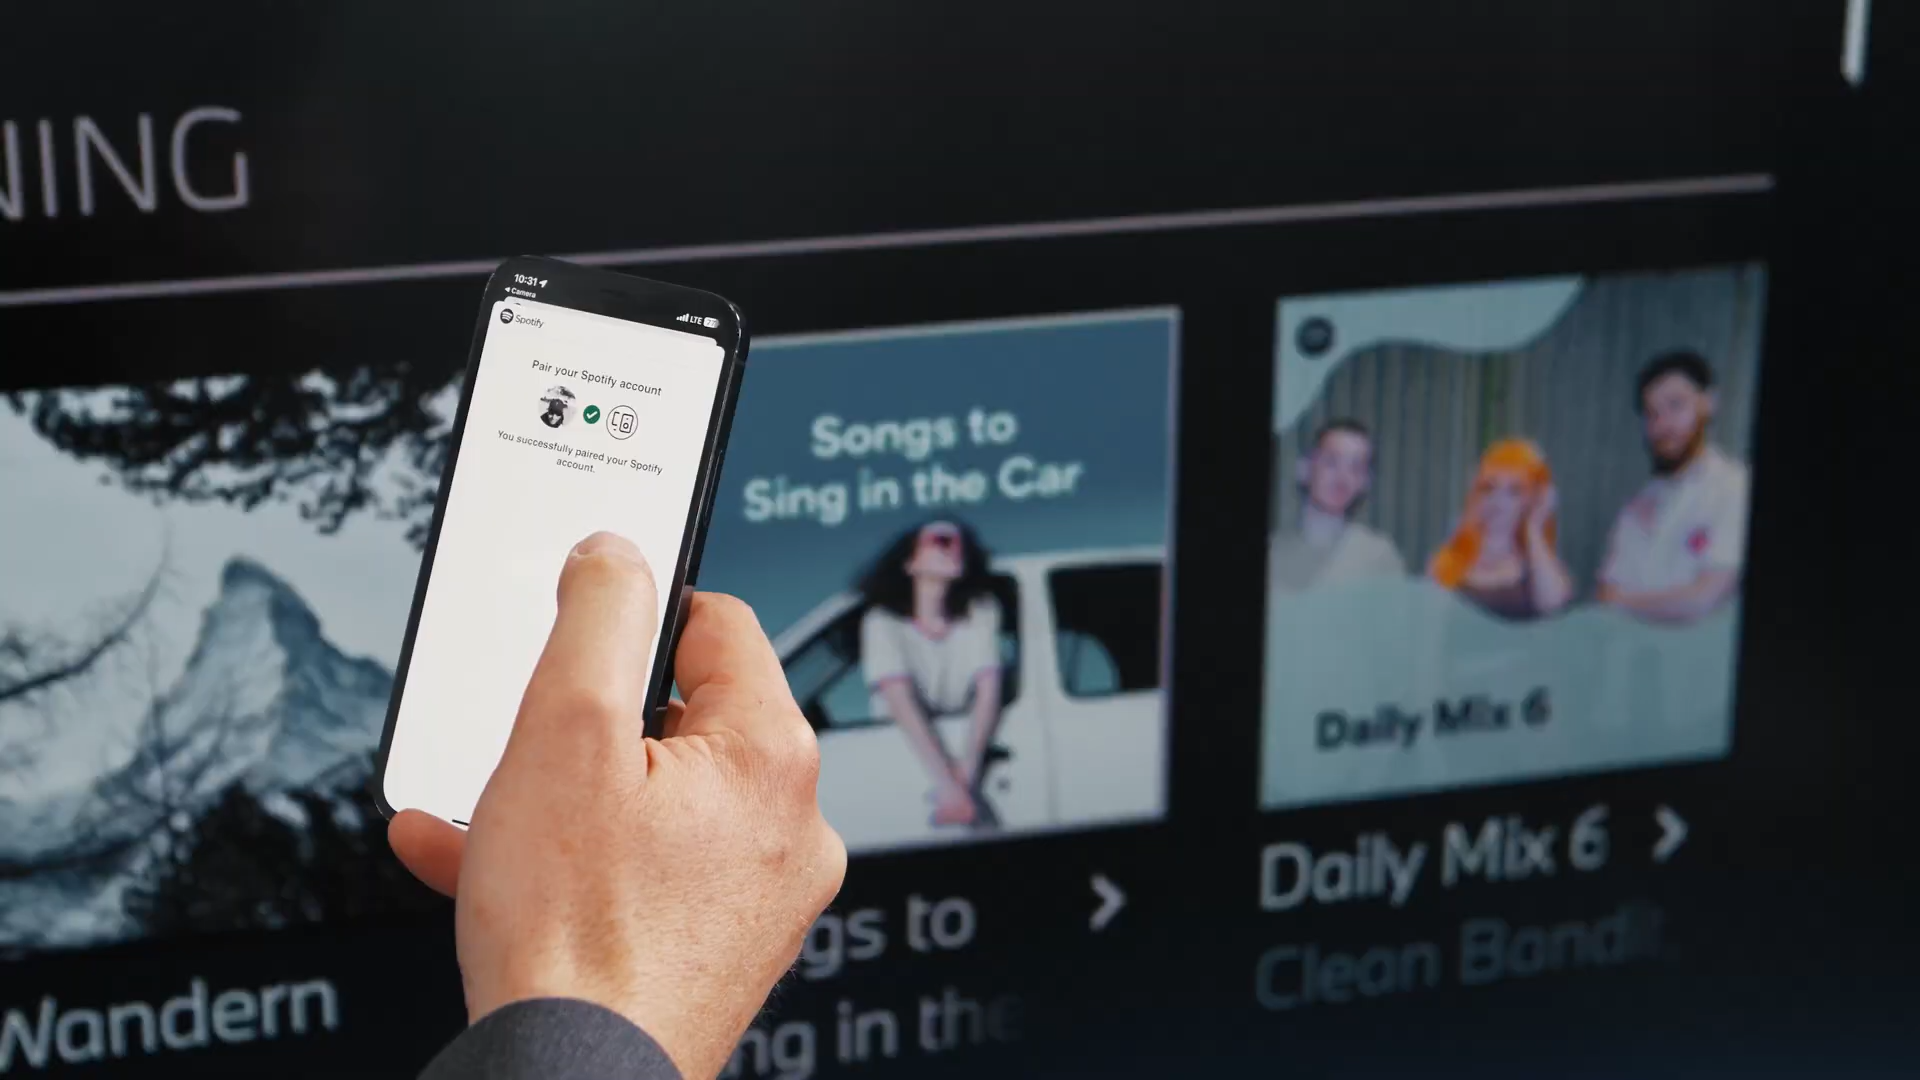 NING
10:31
Camera
LTE
Spotify
Pair your Spotify account
You successfully paired your Spotify
account.
Songs to
Sing in the Car
Daily Mix 6
Wandern
gs to
ng in the
Daily Mix 6
Clean Bandit,